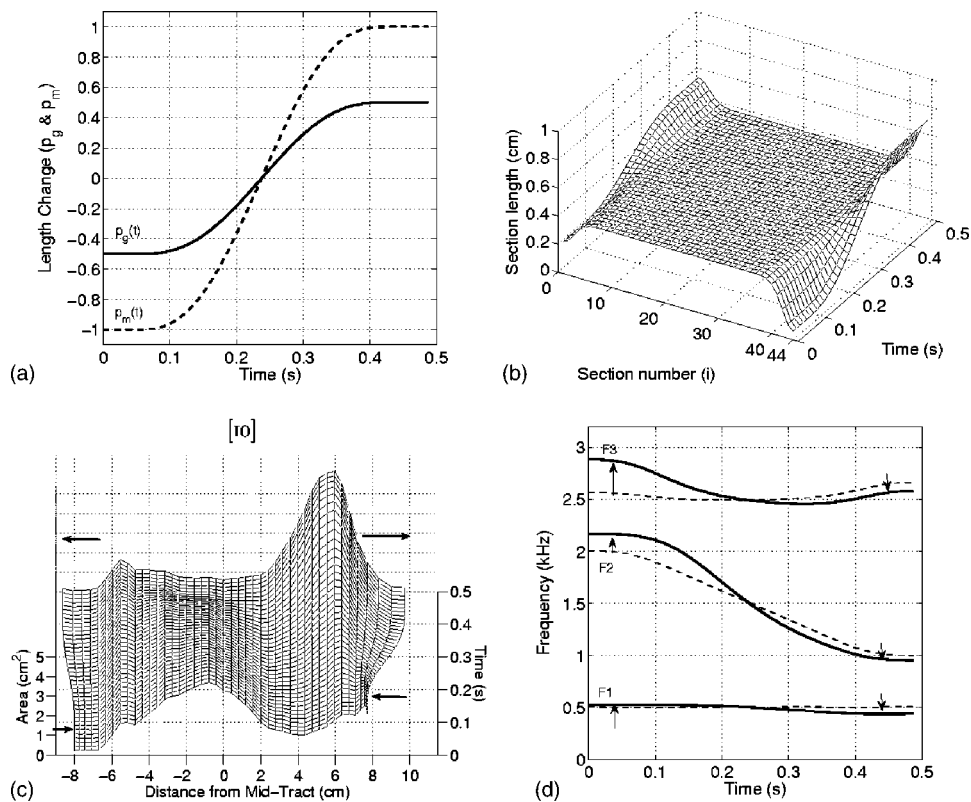 1
0.8
0.6
0.4
0.2
0
−0.2
−0.4
−0.6
−0.8
−1
Length Change (p_g & p_m)
p_g(t)
p_m(t)
0 0.1 0.2 0.3 0.4 0.5
Time (s)
(a)
1
0.8
0.6
0.4
0.2
0
Section length (cm)
0 10 20 30 40 44
0 0.1 0.2 0.3 0.4 0.5
Time (s)
(b) Section number (i)
[ɪo]
5
4
3
2
1
0
Area (cm²)
0.5
0.4
0.3
0.2
0.1
0
Time (s)
−8 −6 −4 −2 0 2 4 6 8 10
(c) Distance from Mid−Tract (cm)
3
2.5
2
1.5
1
0.5
0
Frequency (kHz)
F3
F2
F1
0 0.1 0.2 0.3 0.4 0.5
(d) Time (s)